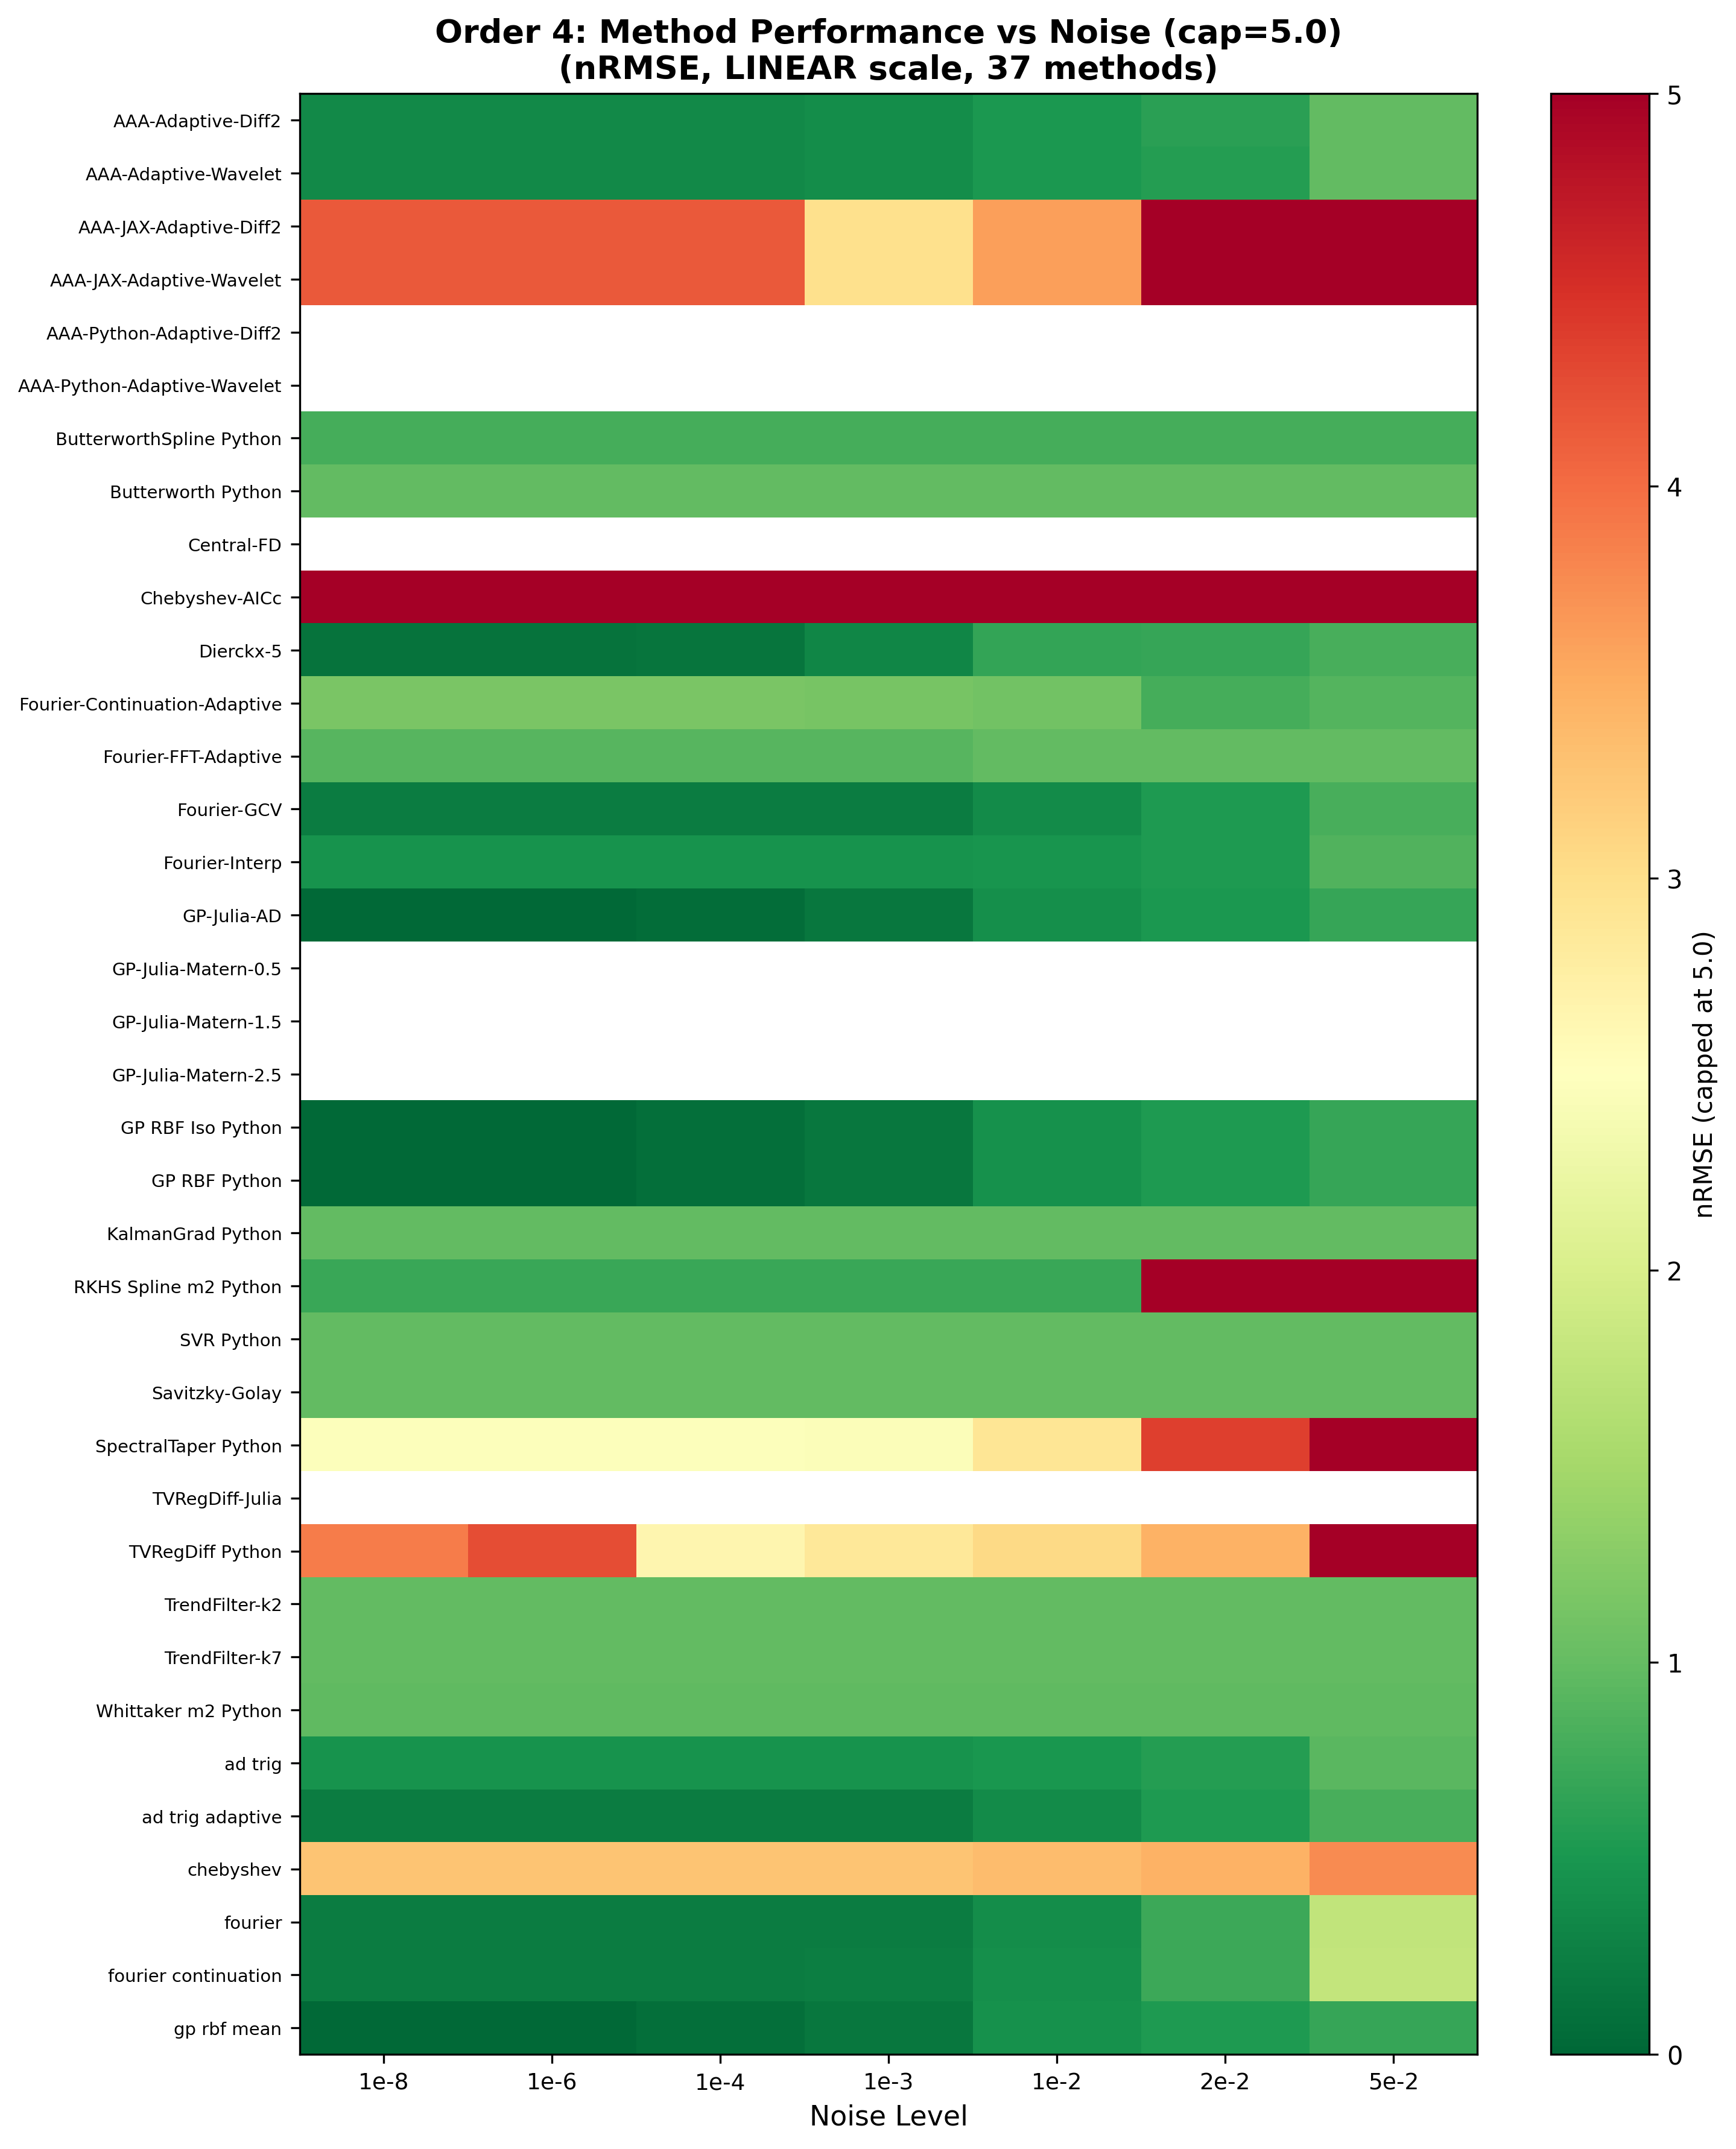 Order 4: Method Performance vs Noise (cap=5.0)
(nRMSE, LINEAR scale, 37 methods)
AAA-Adaptive-Diff2
AAA-Adaptive-Wavelet
AAA-JAX-Adaptive-Diff2
AAA-JAX-Adaptive-Wavelet
AAA-Python-Adaptive-Diff2
AAA-Python-Adaptive-Wavelet
ButterworthSpline Python
Butterworth Python
Central-FD
Chebyshev-AICc
Dierckx-5
Fourier-Continuation-Adaptive
Fourier-FFT-Adaptive
Fourier-GCV
Fourier-Interp
GP-Julia-AD
GP-Julia-Matern-0.5
GP-Julia-Matern-1.5
GP-Julia-Matern-2.5
GP RBF Iso Python
GP RBF Python
KalmanGrad Python
RKHS Spline m2 Python
SVR Python
Savitzky-Golay
SpectralTaper Python
TVRegDiff-Julia
TVRegDiff Python
TrendFilter-k2
TrendFilter-k7
Whittaker m2 Python
ad trig
ad trig adaptive
chebyshev
fourier
fourier continuation
gp rbf mean
1e-8 1e-6 1e-4 1e-3 1e-2 2e-2 5e-2
Noise Level
5
4
3
2
1
0
nRMSE (capped at 5.0)